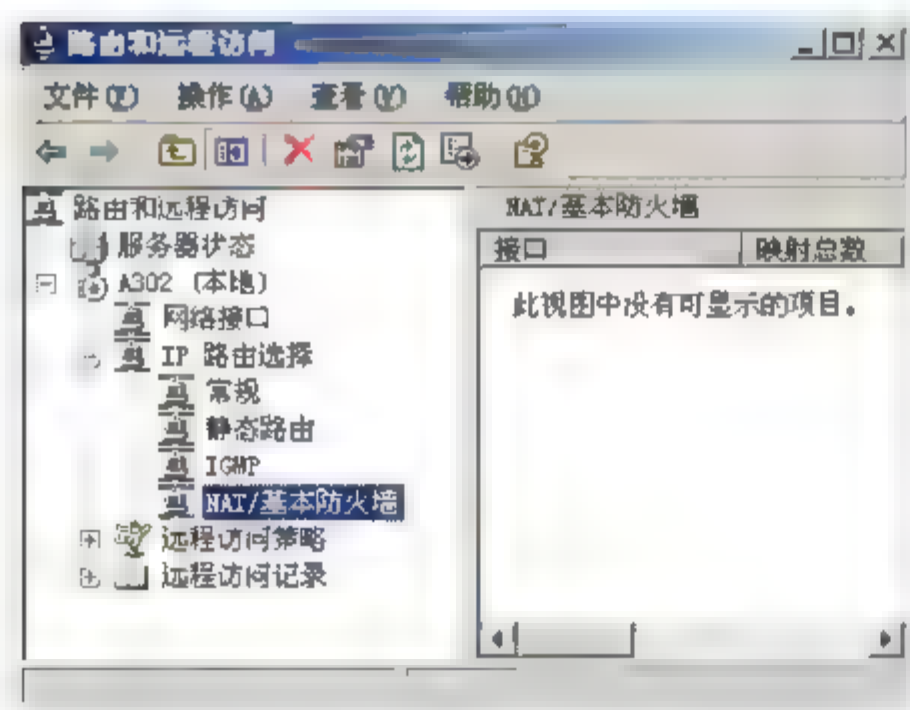 路由和远程访问
文件(F) 操作(A) 查看(V) 帮助(H)
路由和远程访问
服务器状态
A302 (本地)
网络接口
IP 路由选择
常规
静态路由
IGMP
NAT/基本防火墙
远程访问策略
远程访问记录
NAT/基本防火墙
接口 映射总数
此视图中没有可显示的项目。